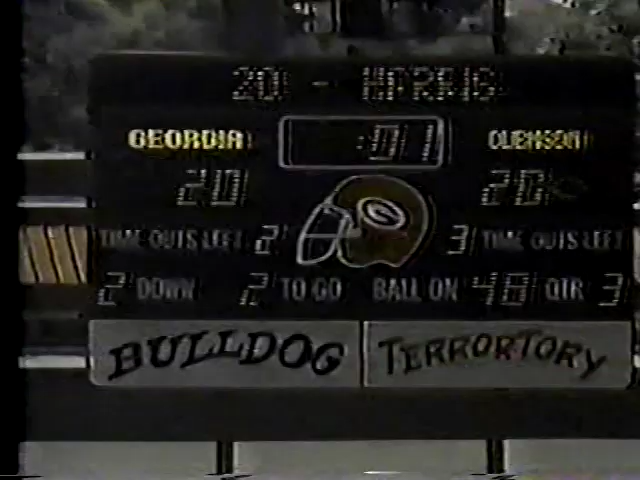 20 - HARRIS
GEORGIA :01 CLEMSON
20 20
TIME OUTS LEFT 2 3 TIME OUTS LEFT
2 DOWN 2 TO GO BALL ON 48 QTR 3
BULLDOG TERRORTORY